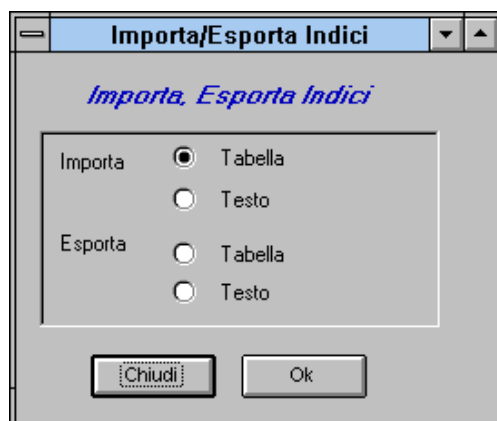 Importa/Esporta Indici
Importa, Esporta Indici
Importa Tabella
Testo
Esporta Tabella
Testo
Chiudi Ok